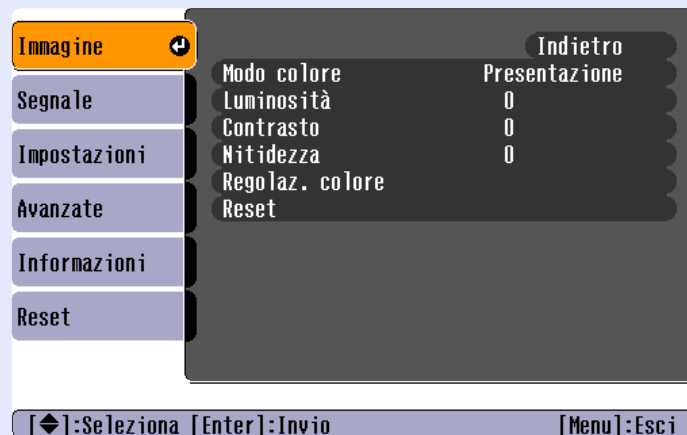 Immagine
Segnale
Impostazioni
Avanzate
Informazioni
Reset
Indietro
Modo colore Presentazione
Luminosità 0
Contrasto 0
Nitidezza 0
Regolaz. colore
Reset
[◆]:Seleziona [Enter]:Invio [Menu]:Esci